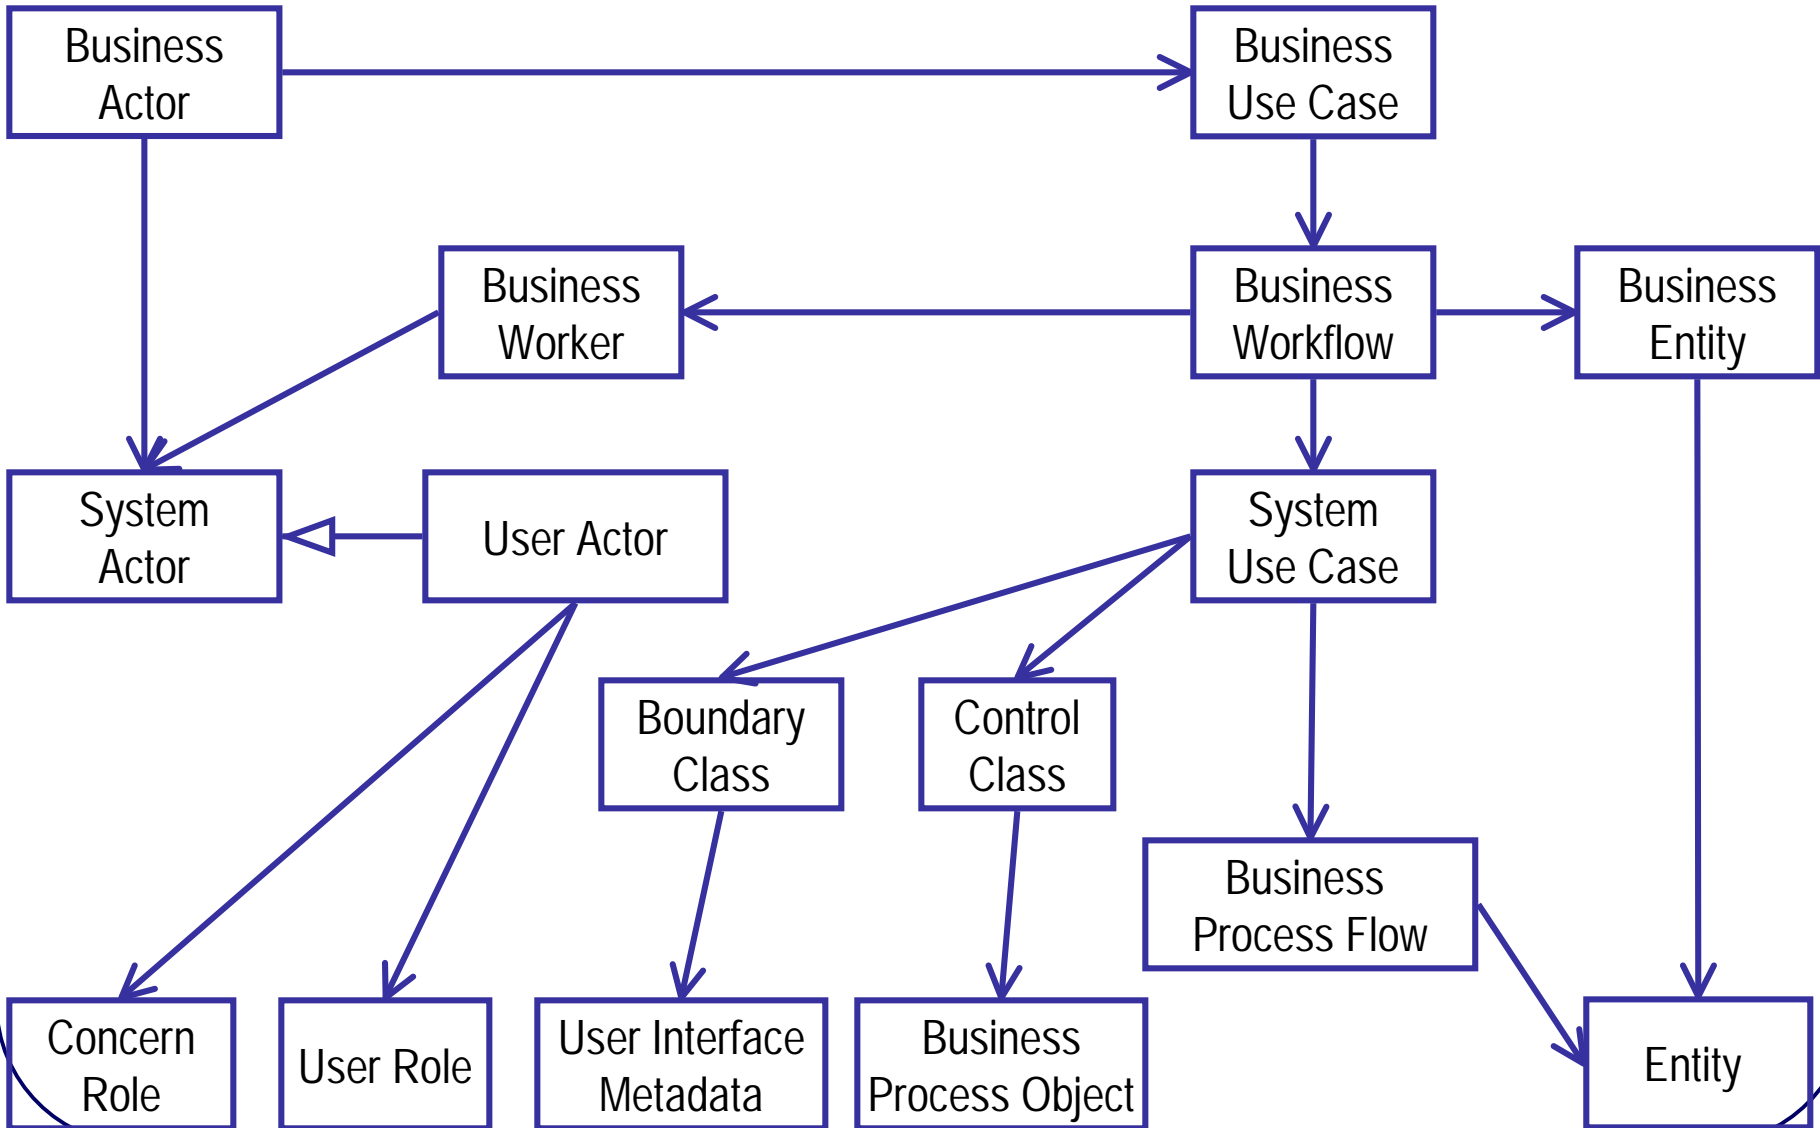 Business
Actor
Business
Use Case
Business
Worker
Business
Workflow
Business
Entity
System
Actor
User Actor
System
Use Case
Boundary
Class
Control
Class
Business
Process Flow
Concern
Role
User Role
User Interface
Metadata
Business
Process Object
Entity